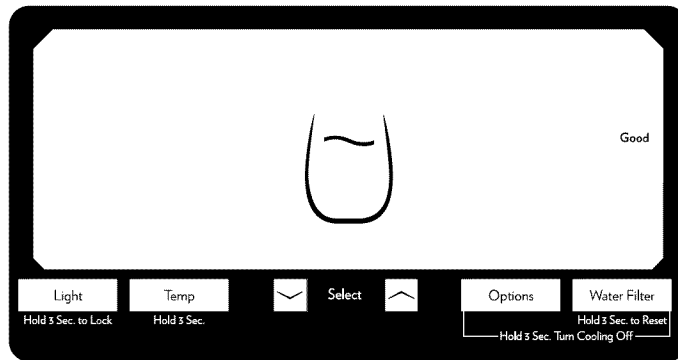 Good
Light
Temp
Select
Options
Water Filter
Hold 3 Sec. to Lock
Hold 3 Sec.
Hold 3 Sec. to Reset
Hold 3 Sec. Turn Cooling Off